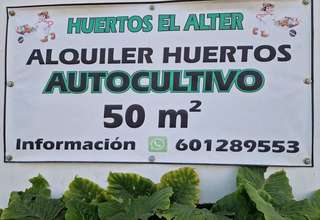 HUERTOS EL ALTER
ALQUILER HUERTOS
AUTOCULTIVO
50 m²
Información 601289553